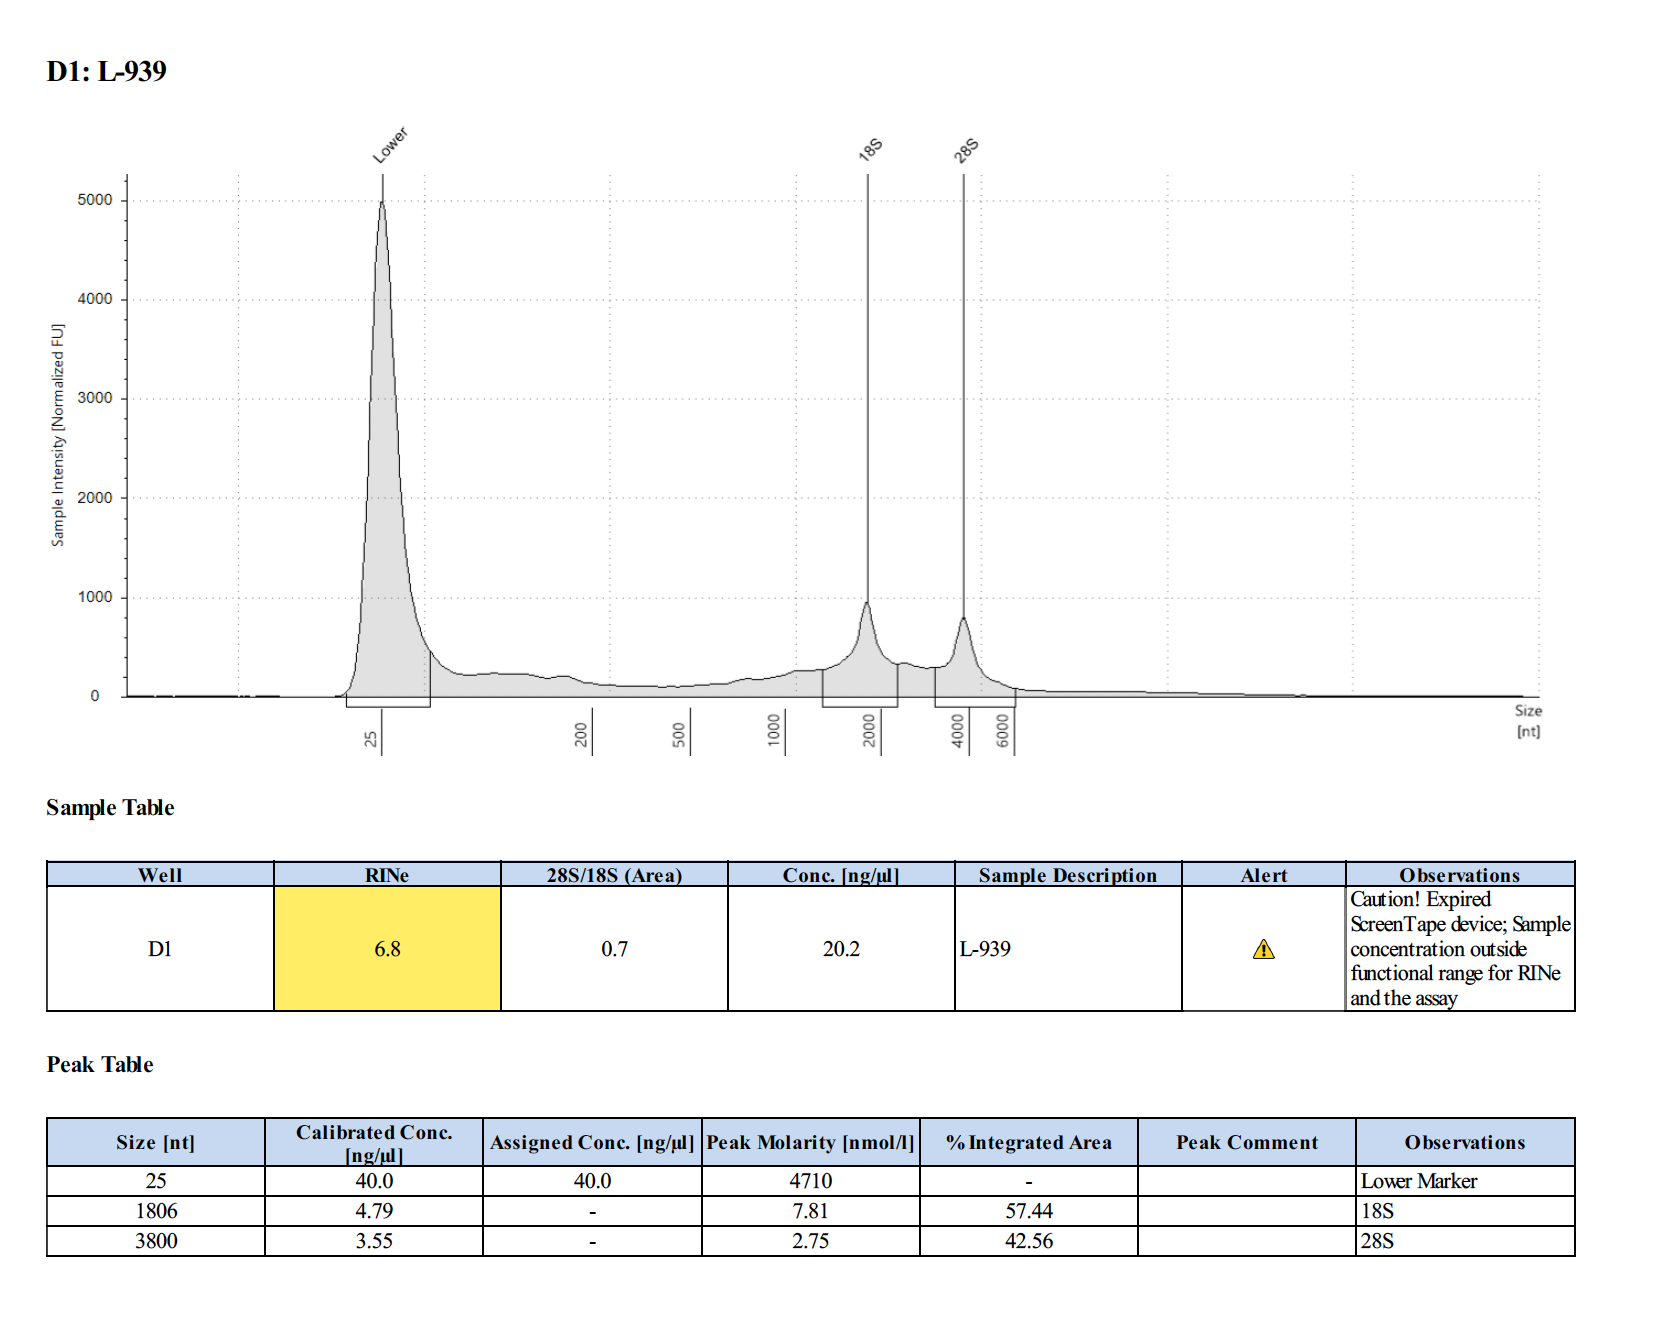 D1: L-939
Lower
18S
28S
5000
4000
3000
2000
1000
0
Sample Intensity [Normalized FU]
25
200
500
1000
2000
4000
6000
Size
[nt]
Sample Table
Well RINe 28S/18S (Area) Conc. [ng/µl] Sample Description Alert Observations
D1 6.8 0.7 20.2 L-939 Caution! Expired
ScreenTape device; Sample
concentration outside
functional range for RINe
and the assay
Peak Table
Size [nt] Calibrated Conc. [ng/µl] Assigned Conc. [ng/µl] Peak Molarity [nmol/l] % Integrated Area Peak Comment Observations
25 40.0 40.0 4710 - Lower Marker
1806 4.79 - 7.81 57.44 18S
3800 3.55 - 2.75 42.56 28S